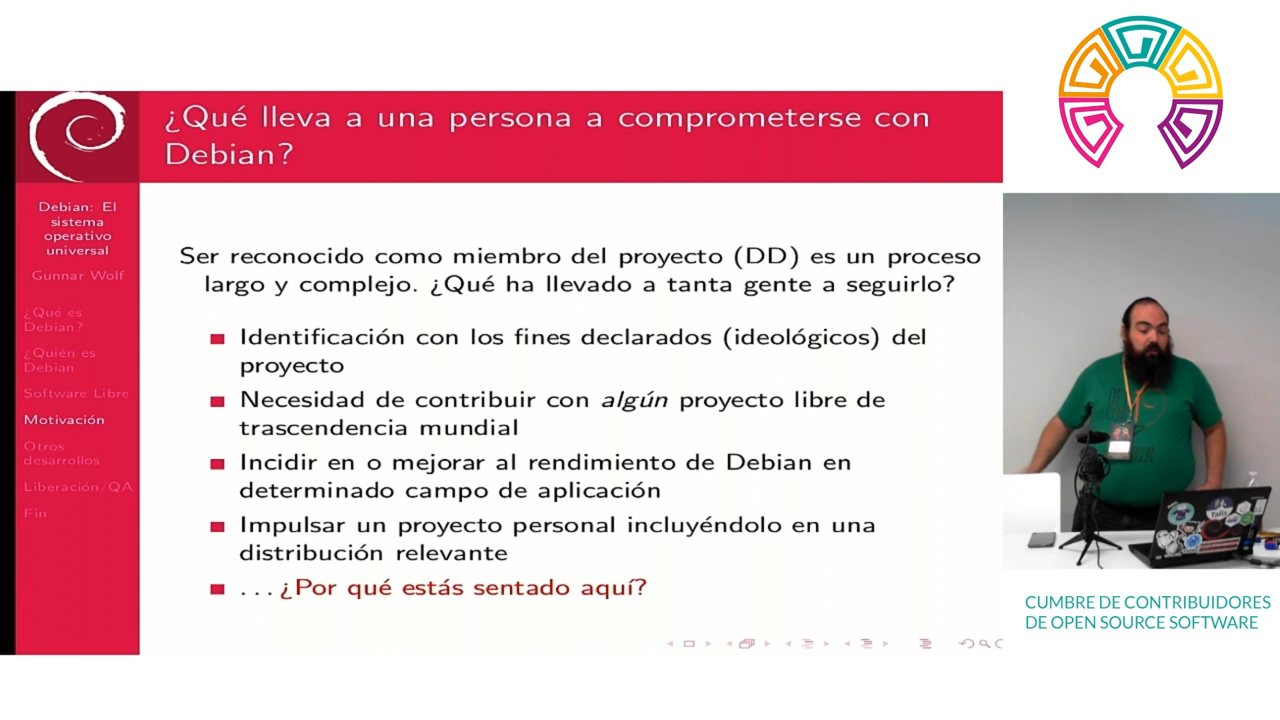 ¿Qué lleva a una persona a comprometerse con
Debian?
Debian: El
sistema
operativo
universal
Gunnar Wolf
¿Qué es
Debian?
¿Quién es
Debian
Software Libre
Motivación
Otros
desarrollos
Liberación/QA
Fin
Ser reconocido como miembro del proyecto (DD) es un proceso
largo y complejo. ¿Qué ha llevado a tanta gente a seguirlo?
Identificación con los fines declarados (ideológicos) del
proyecto
Necesidad de contribuir con algún proyecto libre de
trascendencia mundial
Incidir en o mejorar al rendimiento de Debian en
determinado campo de aplicación
Impulsar un proyecto personal incluyéndolo en una
distribución relevante
...¿Por qué estás sentado aquí?
CUMBRE DE CONTRIBUIDORES
DE OPEN SOURCE SOFTWARE